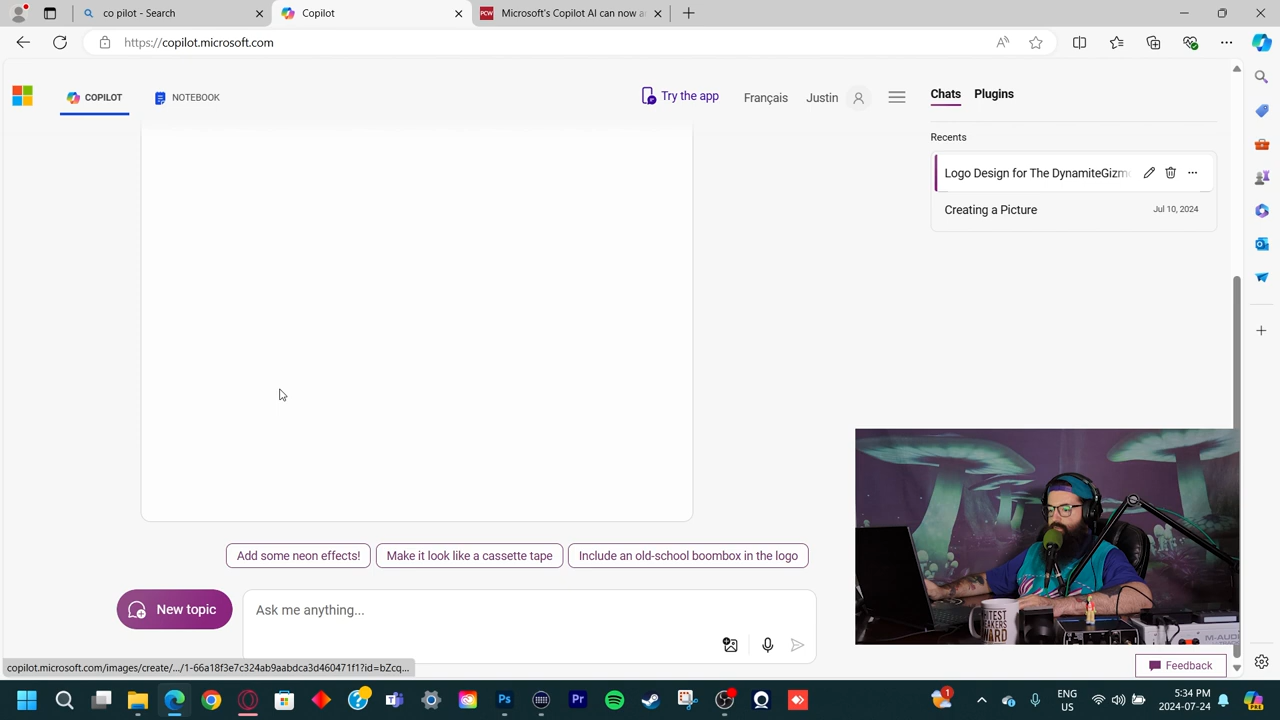 co pilot - Search
Copilot
Microsoft's Copilot AI can now a
https://copilot.microsoft.com
COPILOT
NOTEBOOK
Try the app
Français
Justin
Chats
Plugins
Recents
Logo Design for The DynamiteGizm
Creating a Picture
Jul 10, 2024
Add some neon effects!
Make it look like a cassette tape
Include an old-school boombox in the logo
New topic
Ask me anything...
Feedback
copilot.microsoft.com/images/create/.../1-66a18f3e7c324ab9aabdca3d460471f1?id=bZcq...
ENG
US
5:34 PM
2024-07-24